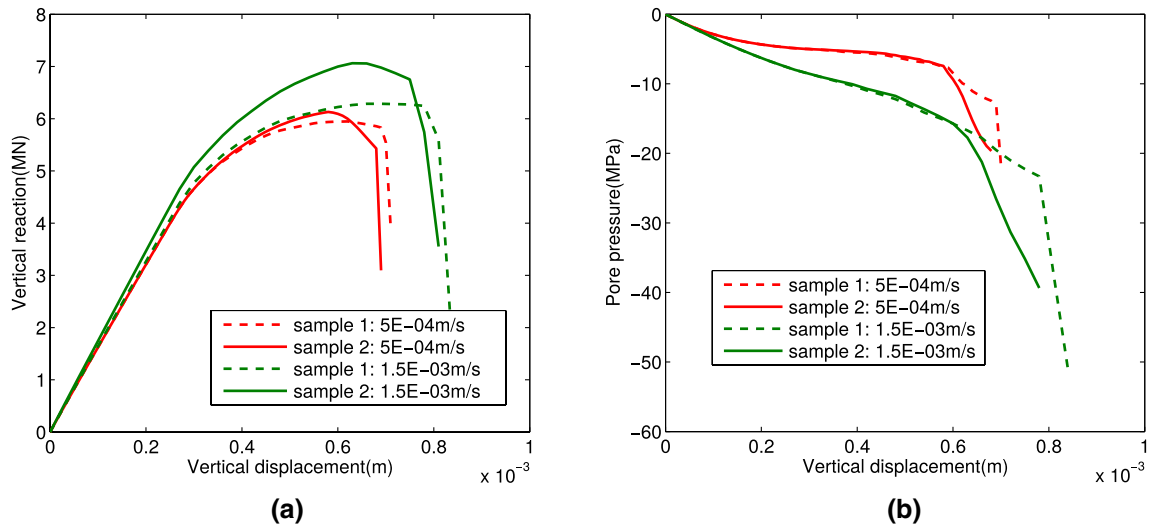 8
7
6
5
4
3
2
1
0
Vertical reaction(MN)
sample 1: 5E−04m/s
sample 2: 5E−04m/s
sample 1: 1.5E−03m/s
sample 2: 1.5E−03m/s
0 0.2 0.4 0.6 0.8 1
Vertical displacement(m)
x 10⁻³
(a)
0
−10
−20
−30
−40
−50
−60
Pore pressure(MPa)
sample 1: 5E−04m/s
sample 2: 5E−04m/s
sample 1: 1.5E−03m/s
sample 2: 1.5E−03m/s
0 0.2 0.4 0.6 0.8 1
Vertical displacement(m)
x 10⁻³
(b)